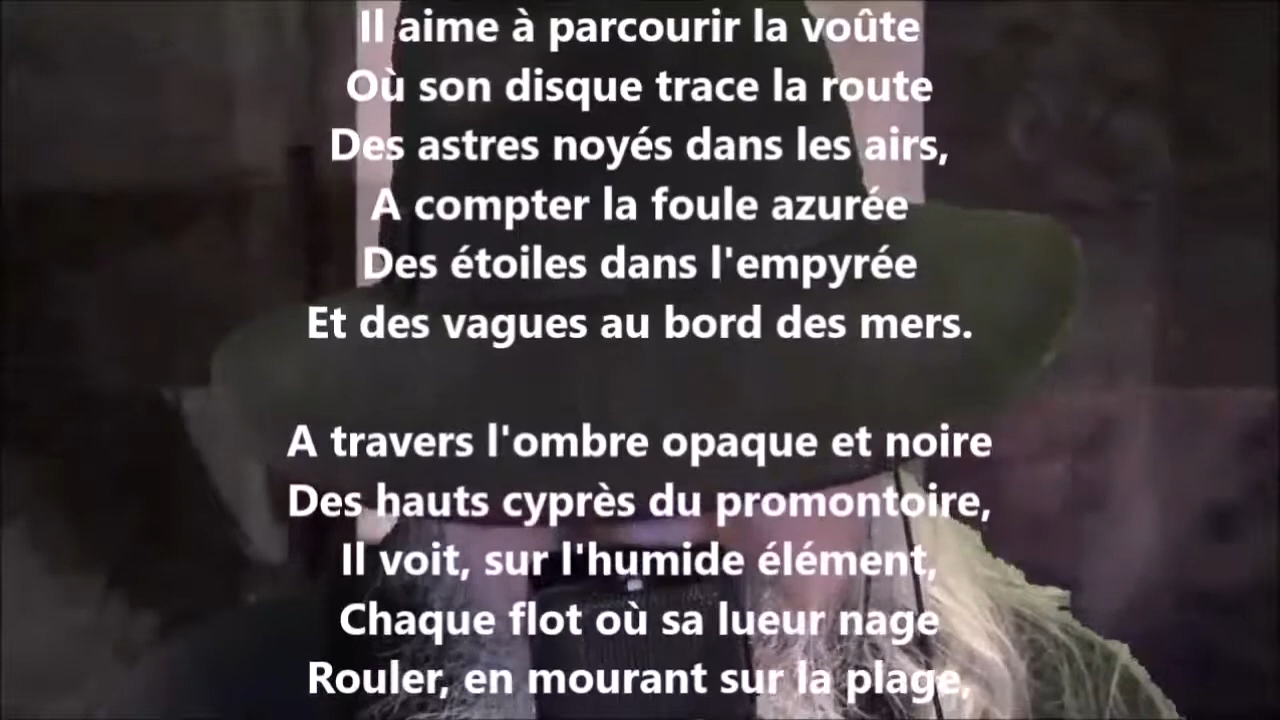 Il aime à parcourir la voûte
Où son disque trace la route
Des astres noyés dans les airs,
A compter la foule azurée
Des étoiles dans l'empyrée
Et des vagues au bord des mers.
A travers l'ombre opaque et noire
Des hauts cyprès du promontoire,
Il voit, sur l'humide élément,
Chaque flot où sa lueur nage
Rouler, en mourant sur la plage,